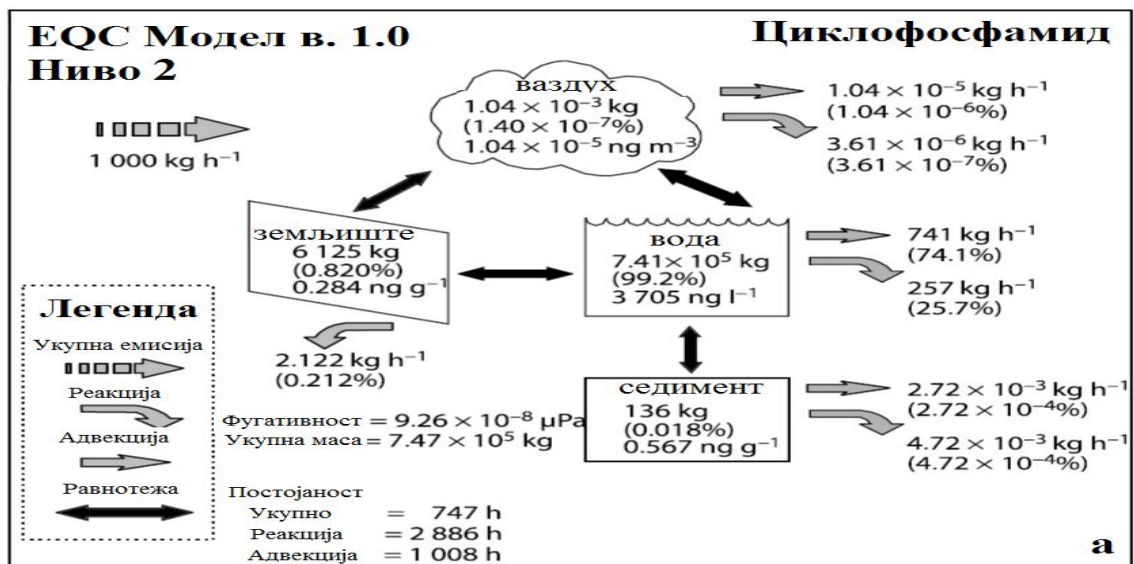 EQC Модел в. 1.0
Ниво 2
Циклофосфамид
1 000 kg h⁻¹
ваздух
1.04 × 10⁻³ kg
(1.40 × 10⁻⁷%)
1.04 × 10⁻⁵ ng m⁻³
1.04 × 10⁻⁵ kg h⁻¹
(1.04 × 10⁻⁶%)
3.61 × 10⁻⁶ kg h⁻¹
(3.61 × 10⁻⁷%)
земљиште
6 125 kg
(0.820%)
0.284 ng g⁻¹
2.122 kg h⁻¹
(0.212%)
вода
7.41× 10⁵ kg
(99.2%)
3 705 ng l⁻¹
741 kg h⁻¹
(74.1%)
257 kg h⁻¹
(25.7%)
седимент
136 kg
(0.018%)
0.567 ng g⁻¹
2.72 × 10⁻³ kg h⁻¹
(2.72 × 10⁻⁴%)
4.72 × 10⁻³ kg h⁻¹
(4.72 × 10⁻⁴%)
Легенда
Укупна емисија
Реакција
Адвекција
Равнотежа
Фугативност = 9.26 × 10⁻⁸ µPa
Укупна маса = 7.47 × 10⁵ kg
Постојаност
Укупно = 747 h
Реакција = 2 886 h
Адвекција = 1 008 h
а